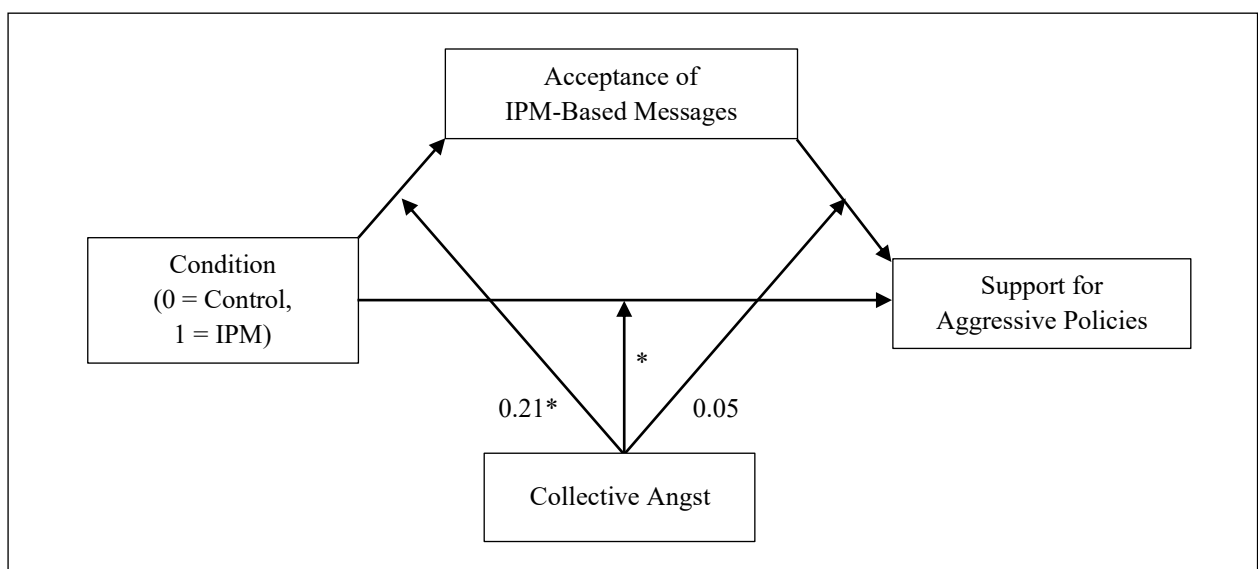 Acceptance of
IPM-Based Messages
Condition
(0 = Control,
1 = IPM)
Support for
Aggressive Policies
*
0.21*
0.05
Collective Angst